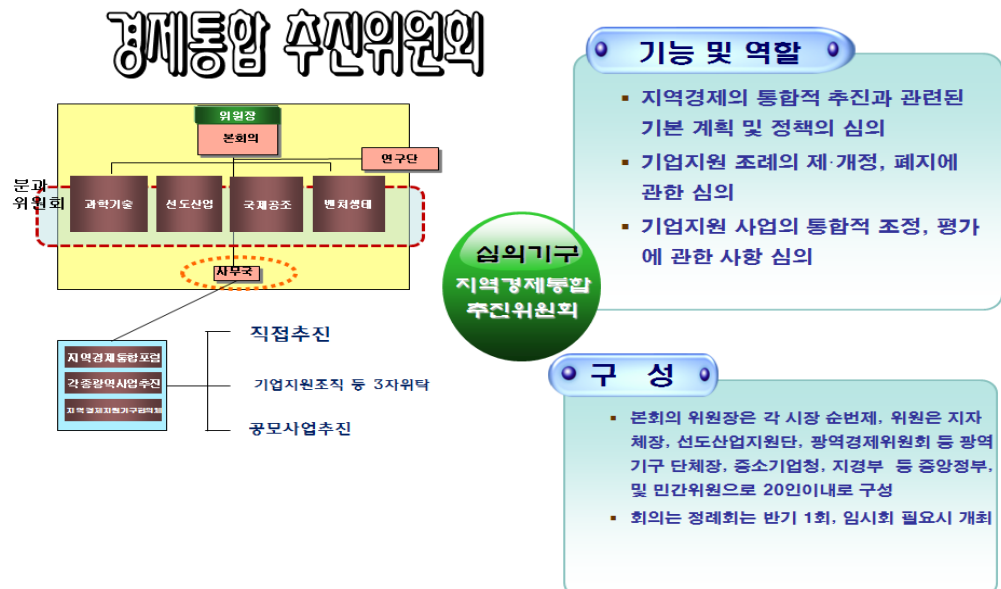 경제통합 추진위원회
위원장
본회의
연구단
분과
위원회
과학기술
선도산업
국제공조
벤처생태
사무국
지역경제통합포럼
각종광역사업추진
지역경제지원기구협의체
직접추진
기업지원조직 등 3자위탁
공모사업추진
심의기구
지역경제통합
추진위원회
기능 및 역할
▪ 지역경제의 통합적 추진과 관련된
기본 계획 및 정책의 심의
▪ 기업지원 조례의 제·개정, 폐지에
관한 심의
▪ 기업지원 사업의 통합적 조정, 평가
에 관한 사항 심의
구 성
▪ 본회의 위원장은 각 시장 순번제, 위원은 지자
체장, 선도산업지원단, 광역경제위원회 등 광역
기구 단체장, 중소기업청, 지경부 등 중앙정부,
및 민간위원으로 20인이내로 구성
▪ 회의는 정례회는 반기 1회, 임시회 필요시 개최